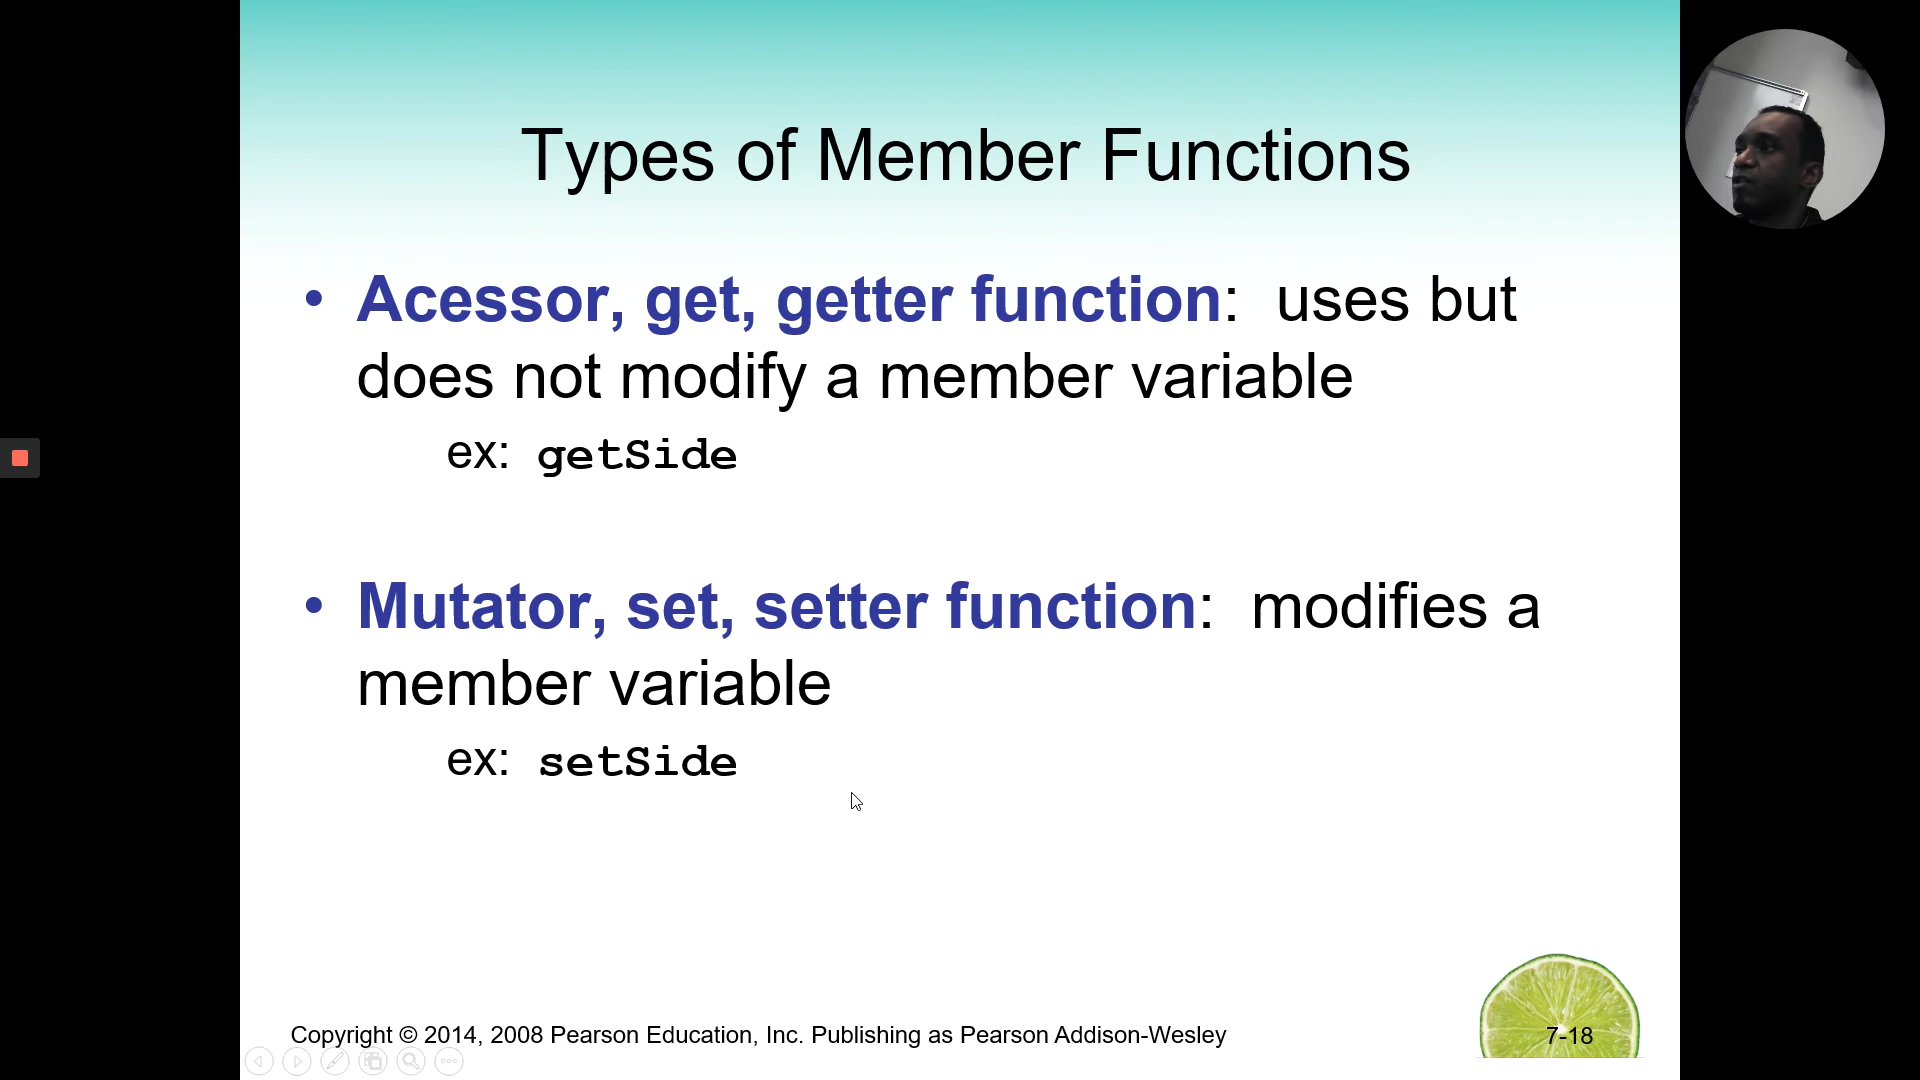 Types of Member Functions
• Acessor, get, getter function:  uses but
does not modify a member variable
ex:  getSide
• Mutator, set, setter function:  modifies a
member variable
ex:  setSide
Copyright © 2014, 2008 Pearson Education, Inc. Publishing as Pearson Addison-Wesley
7-18